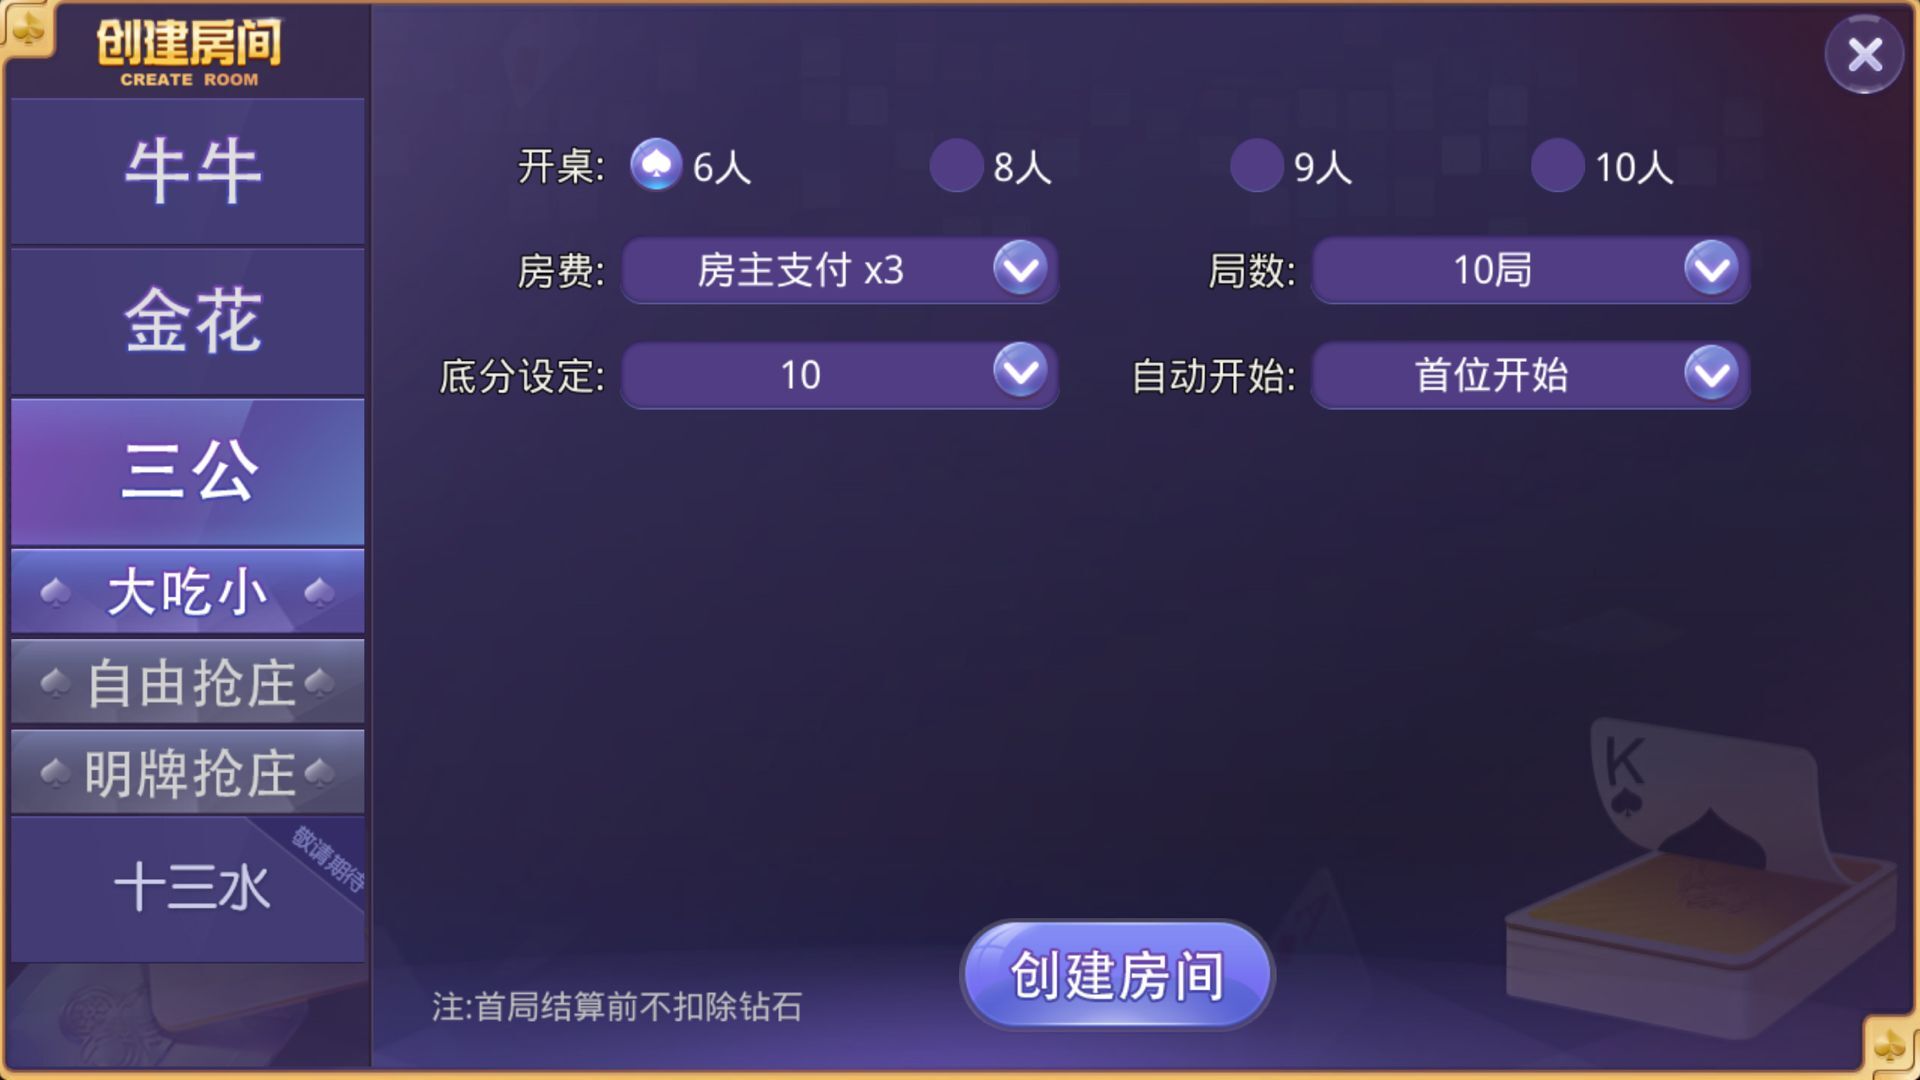 创建房间
CREATE ROOM
牛牛
金花
三公
大吃小
自由抢庄
明牌抢庄
十三水
敬请期待
开桌: 6人 8人 9人 10人
房费: 房主支付 x3 局数: 10局
底分设定: 10 自动开始: 首位开始
K
创建房间
注:首局结算前不扣除钻石